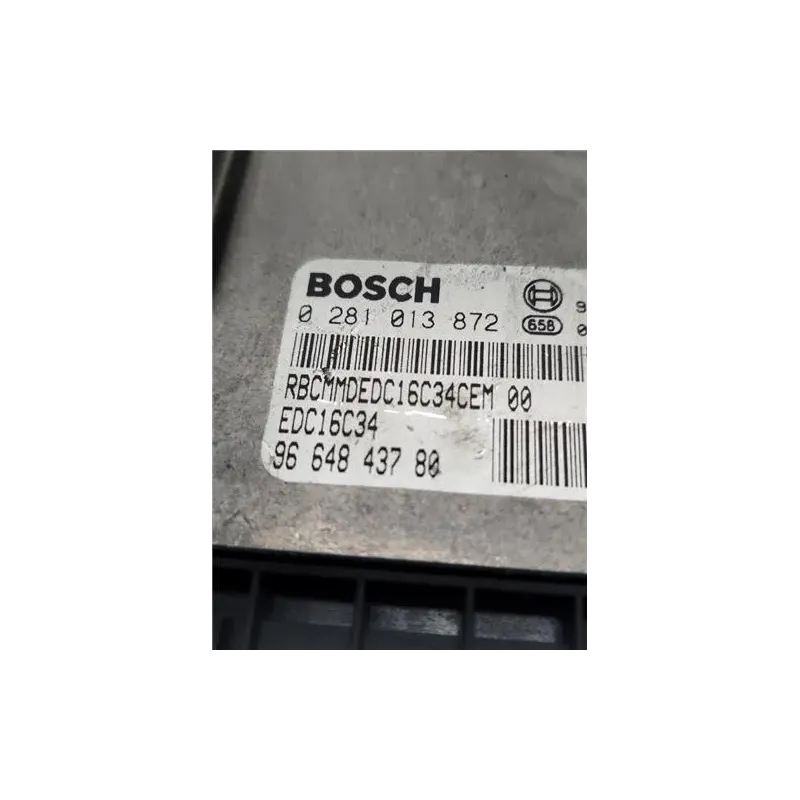 BOSCH
0 281 013 872
658
RBCMMDEDC16C34CEM 00
EDC16C34
96 648 437 80